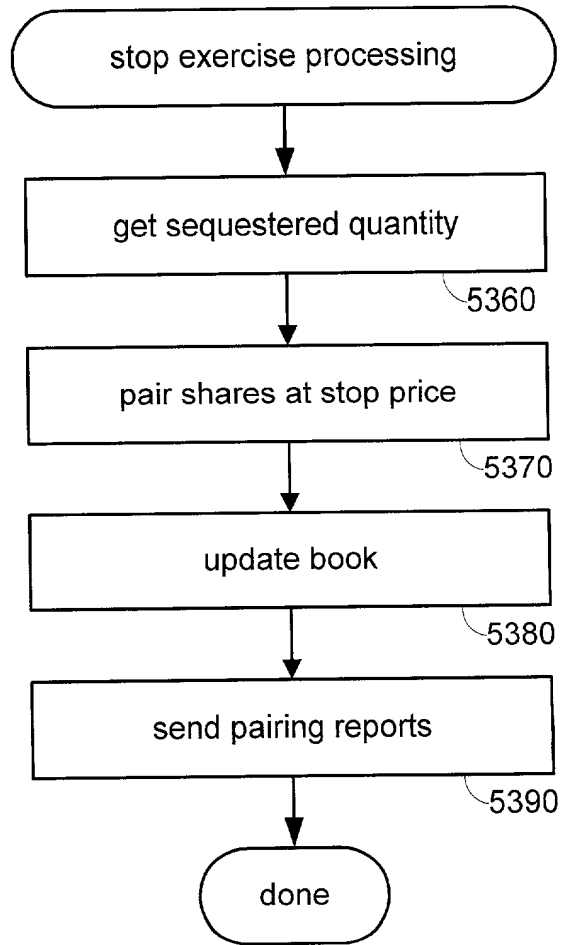 stop exercise processing
get sequestered quantity
5360
pair shares at stop price
5370
update book
5380
send pairing reports
5390
done